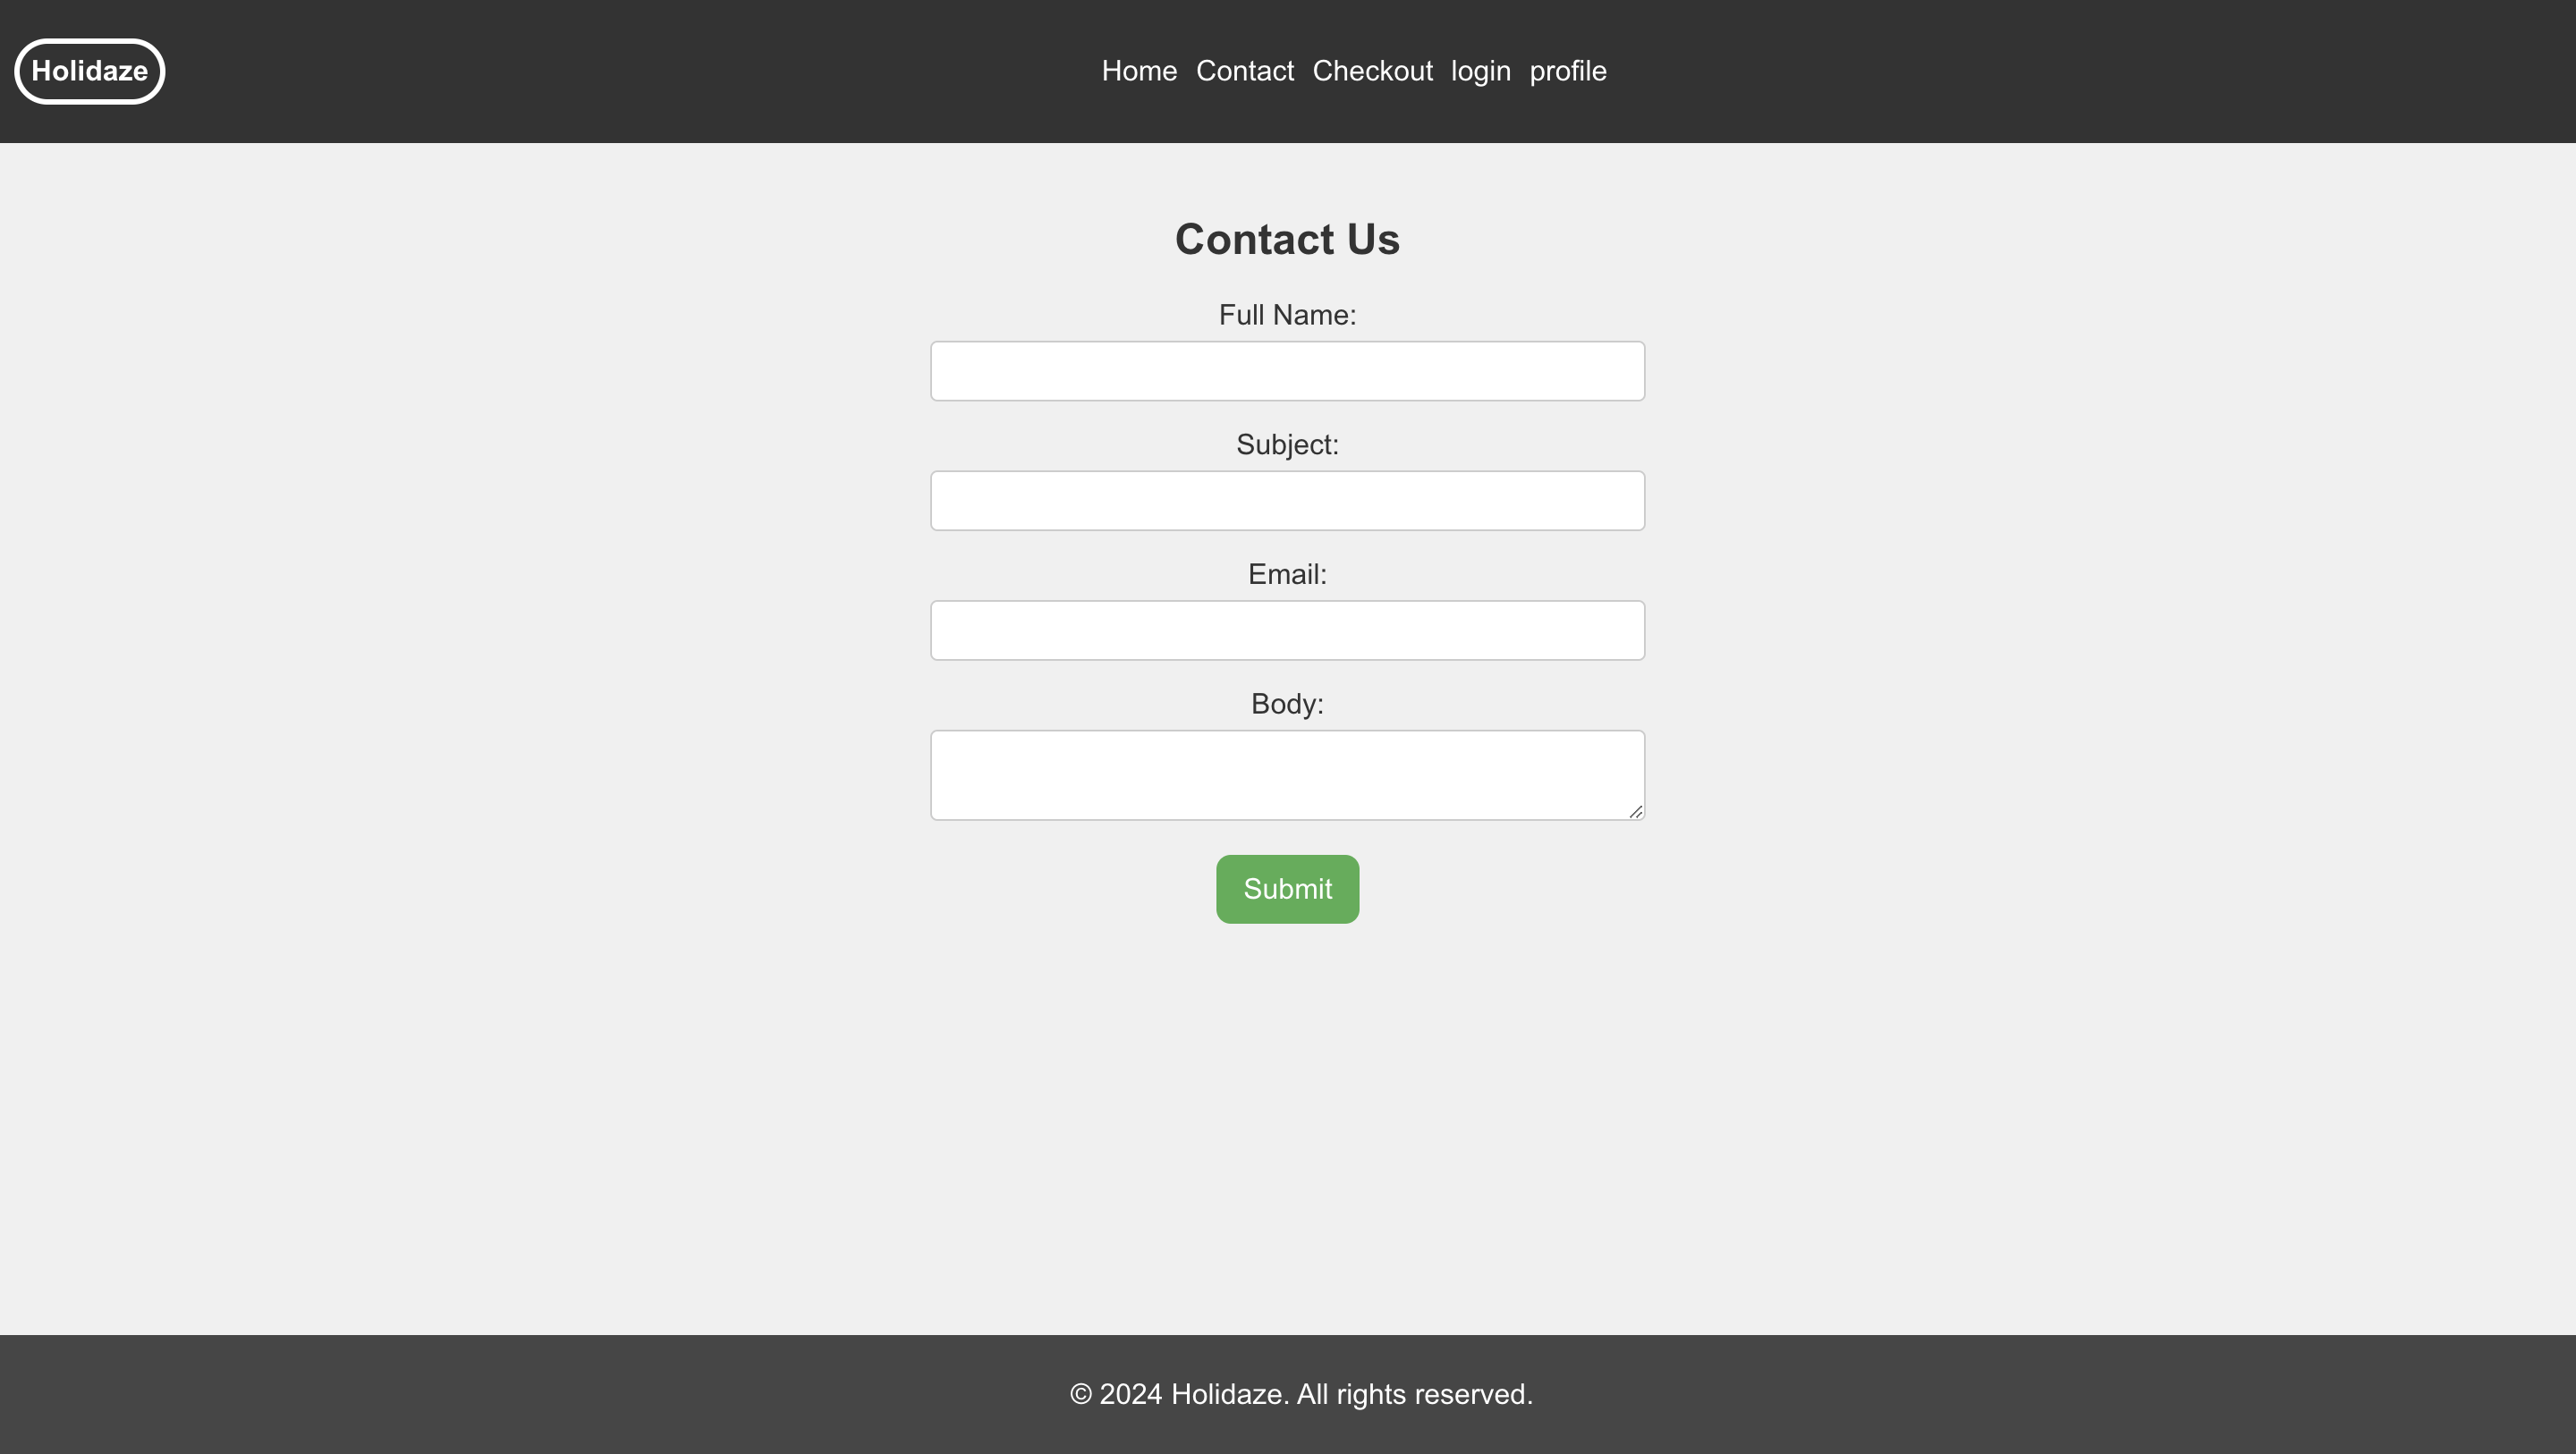 Holidaze
Home Contact Checkout login profile
Contact Us
Full Name:
Subject:
Email:
Body:
Submit
© 2024 Holidaze. All rights reserved.